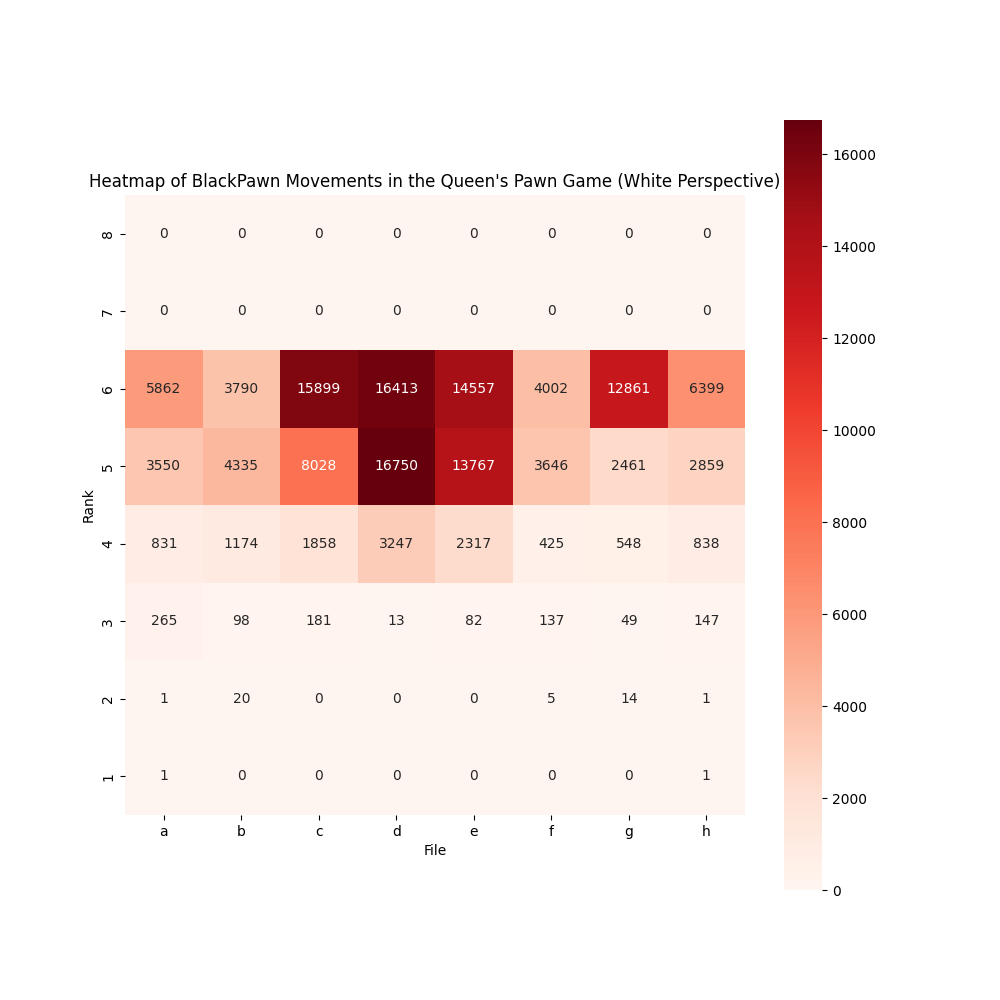 Heatmap of BlackPawn Movements in the Queen's Pawn Game (White Perspective)
8 0 0 0 0 0 0 0 0
7 0 0 0 0 0 0 0 0
6 5862 3790 15899 16413 14557 4002 12861 6399
5 3550 4335 8028 16750 13767 3646 2461 2859
4 831 1174 1858 3247 2317 425 548 838
3 265 98 181 13 82 137 49 147
2 1 20 0 0 0 5 14 1
1 1 0 0 0 0 0 0 1
a b c d e f g h
File
Rank
16000
14000
12000
10000
8000
6000
4000
2000
0